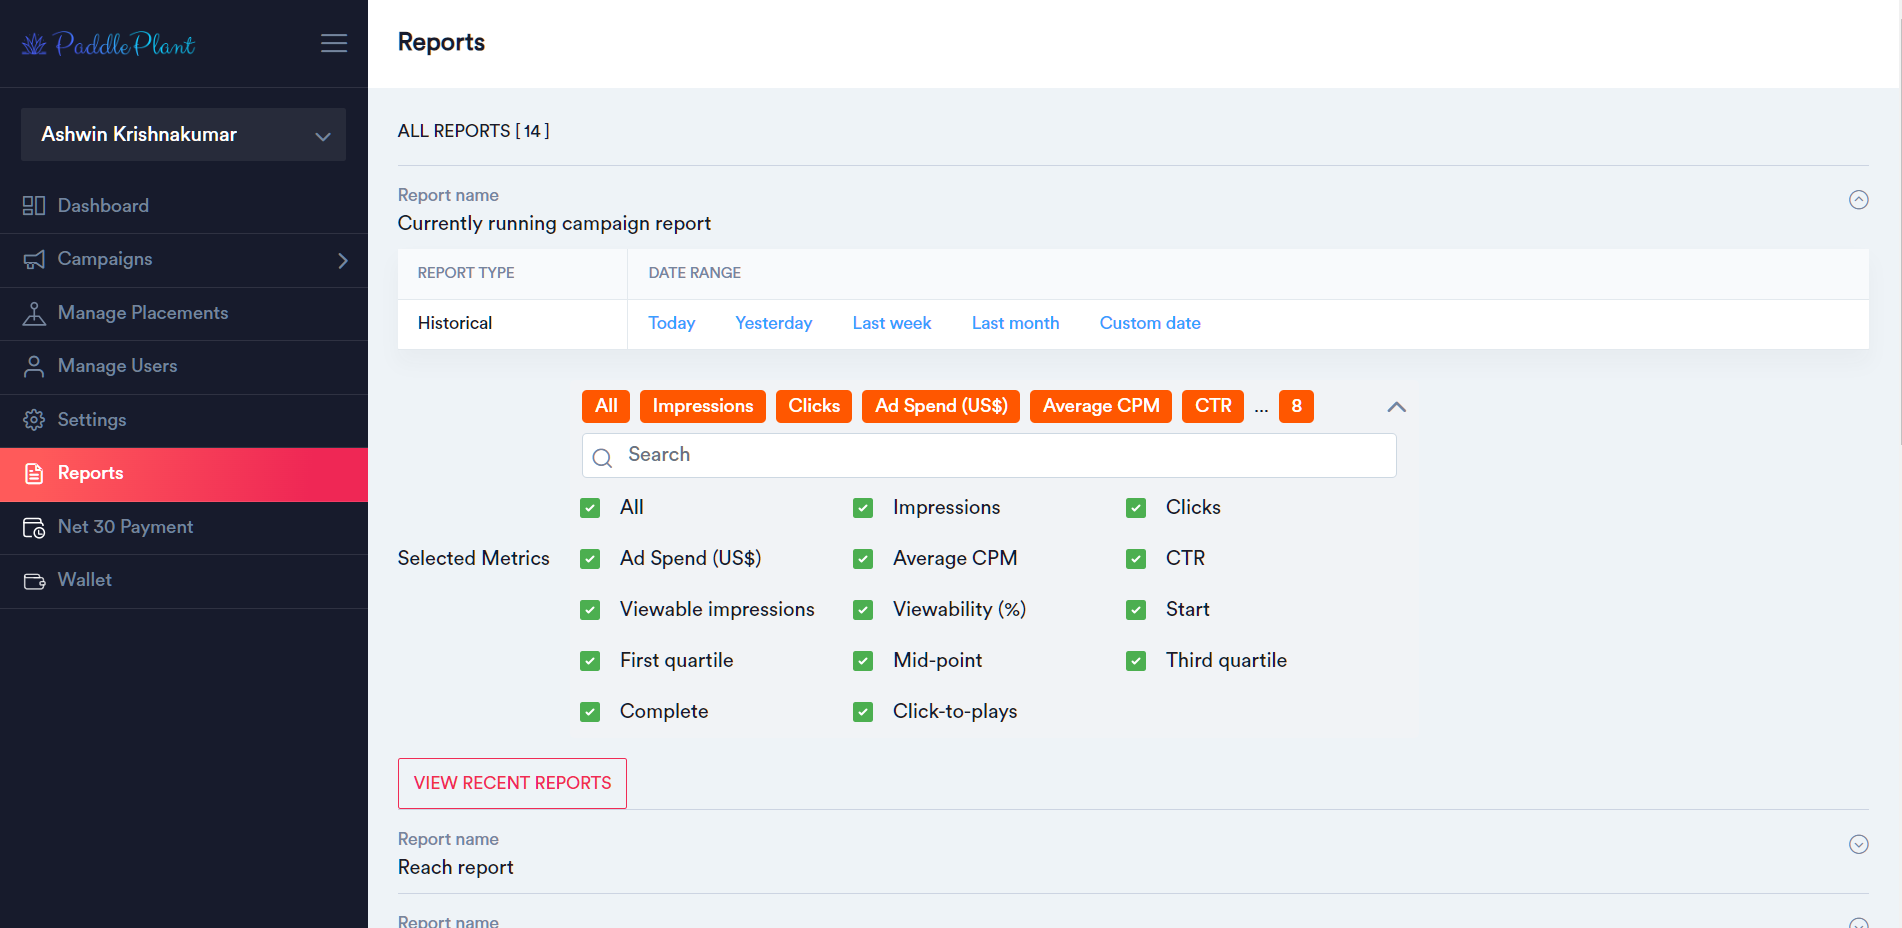 PaddlePlant
Reports
Ashwin Krishnakumar
Dashboard
Campaigns
Manage Placements
Manage Users
Settings
Reports
Net 30 Payment
Wallet
ALL REPORTS [ 14 ]
Report name
Currently running campaign report
REPORT TYPE DATE RANGE
Historical Today Yesterday Last week Last month Custom date
All Impressions Clicks Ad Spend (US$) Average CPM CTR ... 8
Search
Selected Metrics
All Impressions Clicks
Ad Spend (US$) Average CPM CTR
Viewable impressions Viewability (%) Start
First quartile Mid-point Third quartile
Complete Click-to-plays
VIEW RECENT REPORTS
Report name
Reach report
Report name